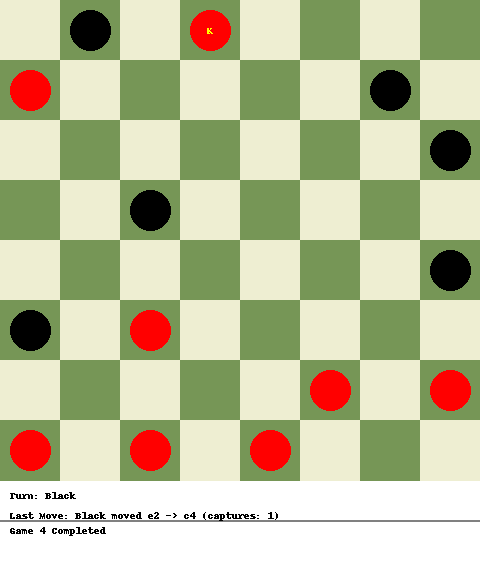 K
Turn: Black
Last Move: Black moved e2 -> c4 (captures: 1)
Game 4 Completed